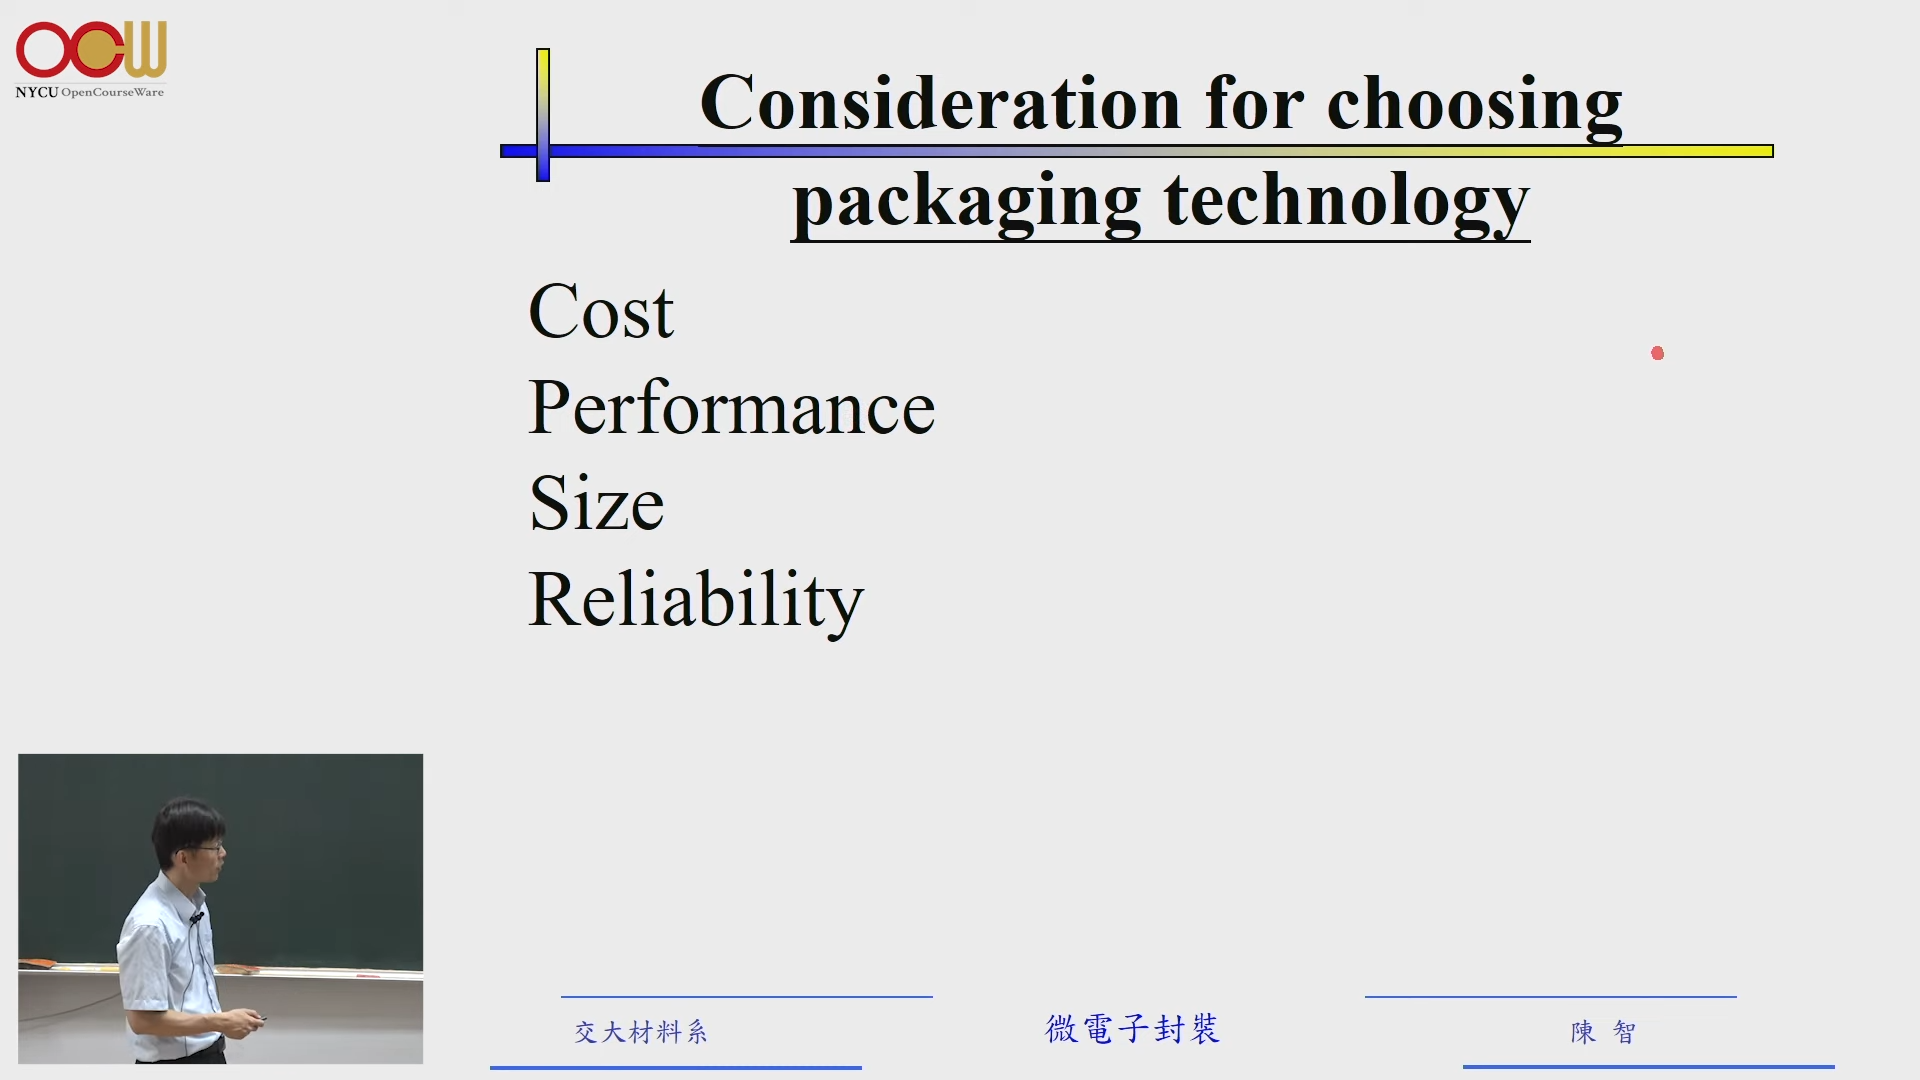 OCW
NYCU OpenCourseWare
Consideration for choosing
packaging technology
Cost
Performance
Size
Reliability
交大材料系
微電子封裝
陳 智